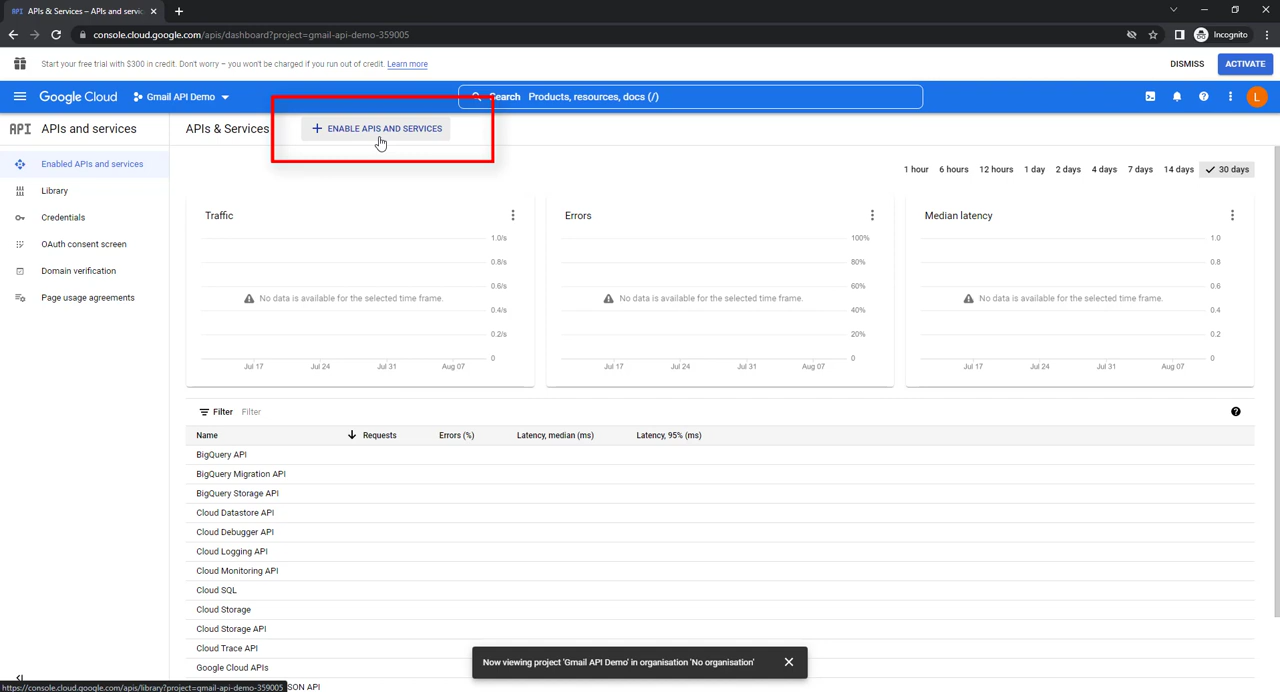 API APIs & Services – APIs and servic
console.cloud.google.com/apis/dashboard?project=gmail-api-demo-359005
Incognito
Start your free trial with $300 in credit. Don't worry – you won't be charged if you run out of credit. Learn more
DISMISS
ACTIVATE
Google Cloud
Gmail API Demo
Search Products, resources, docs (/)
L
API APIs and services
APIs & Services
+ ENABLE APIS AND SERVICES
Enabled APIs and services
Library
Credentials
OAuth consent screen
Domain verification
Page usage agreements
1 hour 6 hours 12 hours 1 day 2 days 4 days 7 days 14 days 30 days
Traffic
1.0/s
0.8/s
0.6/s
No data is available for the selected time frame.
0.4/s
0.2/s
0
Jul 17 Jul 24 Jul 31 Aug 07
Errors
100%
80%
60%
No data is available for the selected time frame.
40%
20%
0
Jul 17 Jul 24 Jul 31 Aug 07
Median latency
1.0
0.8
0.6
No data is available for the selected time frame.
0.4
0.2
0
Jul 17 Jul 24 Jul 31 Aug 07
Filter Filter
Name Requests Errors (%) Latency, median (ms) Latency, 95% (ms)
BigQuery API
BigQuery Migration API
BigQuery Storage API
Cloud Datastore API
Cloud Debugger API
Cloud Logging API
Cloud Monitoring API
Cloud SQL
Cloud Storage
Cloud Storage API
Cloud Trace API
Google Cloud APIs
SON API
Now viewing project 'Gmail API Demo' in organisation 'No organisation'
https://console.cloud.google.com/apis/library?project=gmail-api-demo-359005